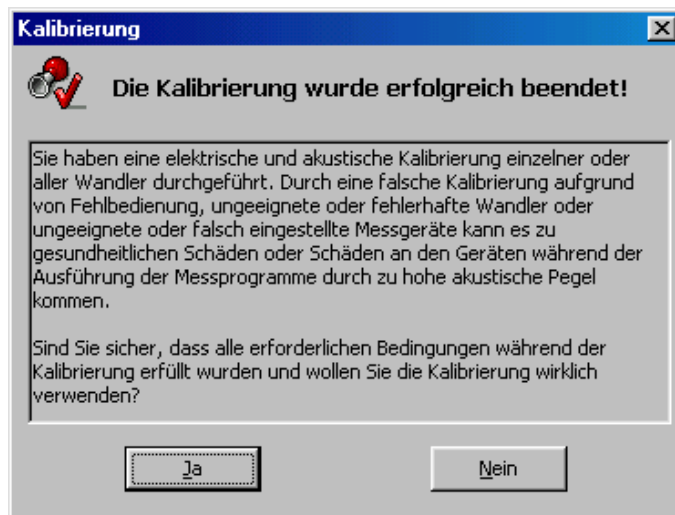 Kalibrierung
Die Kalibrierung wurde erfolgreich beendet!
Sie haben eine elektrische und akustische Kalibrierung einzelner oder
aller Wandler durchgeführt. Durch eine falsche Kalibrierung aufgrund
von Fehlbedienung, ungeeignete oder fehlerhafte Wandler oder
ungeeignete oder falsch eingestellte Messgeräte kann es zu
gesundheitlichen Schäden oder Schäden an den Geräten während der
Ausführung der Messprogramme durch zu hohe akustische Pegel
kommen.
Sind Sie sicher, dass alle erforderlichen Bedingungen während der
Kalibrierung erfüllt wurden und wollen Sie die Kalibrierung wirklich
verwenden?
Ja
Nein